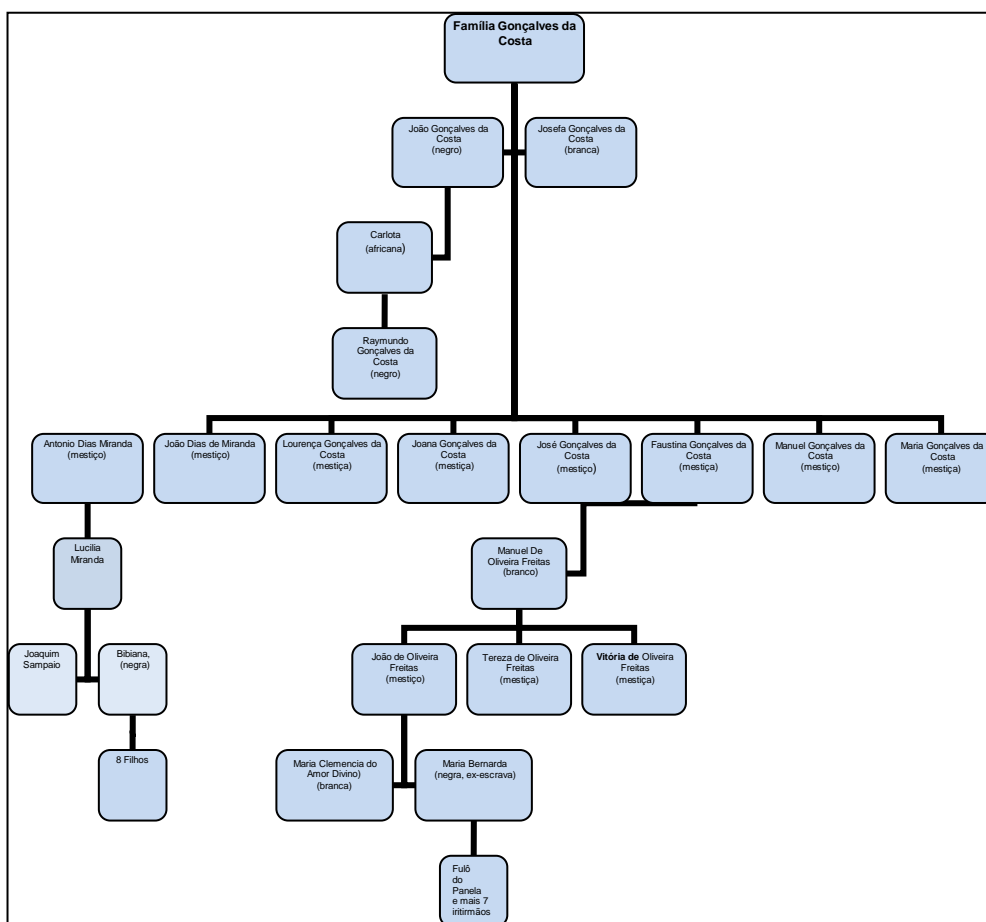 Família Gonçalves da
Costa
João Gonçalves da
Costa
(negro)
Josefa Gonçalves da
Costa
(branca)
Carlota
(africana)
Raymundo
Gonçalves da
Costa
(negro)
Antonio Dias Miranda
(mestiço)
João Dias de Miranda
(mestiço)
Lourença Gonçalves da
Costa
(mestiça)
Joana Gonçalves da
Costa
(mestiça)
José Gonçalves da
Costa
(mestiço)
Faustina Gonçalves da
Costa
(mestiça)
Manuel Gonçalves da
Costa
(mestiço)
Maria Gonçalves da
Costa
(mestiça)
Lucilia
Miranda
Manuel De
Oliveira Freitas
(branco)
Joaquim
Sampaio
Bibiana,
(negra)
João de Oliveira
Freitas
(mestiço)
Tereza de Oliveira
Freitas
(mestiça)
Vitória de Oliveira
Freitas
(mestiça)
8 Filhos
Maria Clemencia do
Amor Divino)
(branca)
Maria Bernarda
(negra, ex-escrava)
Fulô
do
Panela
e mais 7
iritirmãos